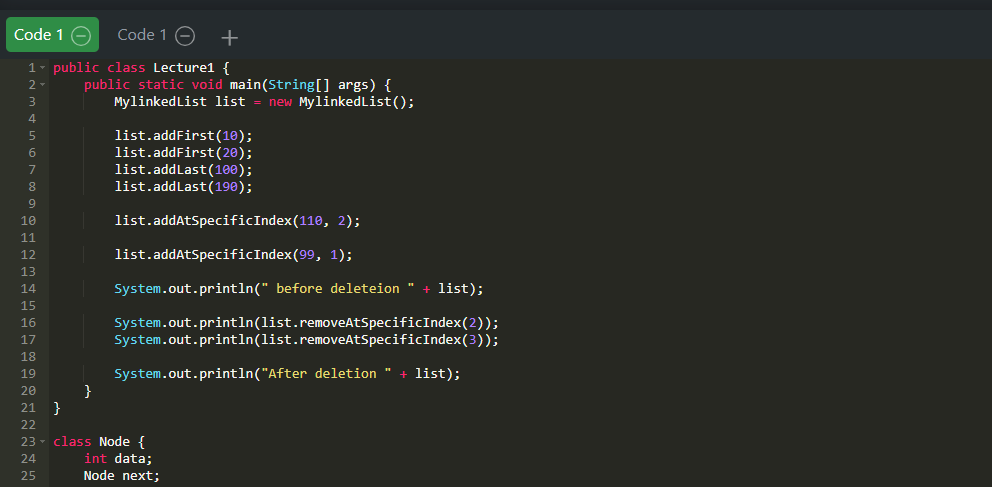 Code 1 Code 1 +
1 public class Lecture1 {
2 public static void main(String[] args) {
3 MylinkedList list = new MylinkedList();
4
5 list.addFirst(10);
6 list.addFirst(20);
7 list.addLast(100);
8 list.addLast(190);
9
10 list.addAtSpecificIndex(110, 2);
11
12 list.addAtSpecificIndex(99, 1);
13
14 System.out.println(" before deleteion " + list);
15
16 System.out.println(list.removeAtSpecificIndex(2));
17 System.out.println(list.removeAtSpecificIndex(3));
18
19 System.out.println("After deletion " + list);
20 }
21 }
22
23 class Node {
24 int data;
25 Node next;